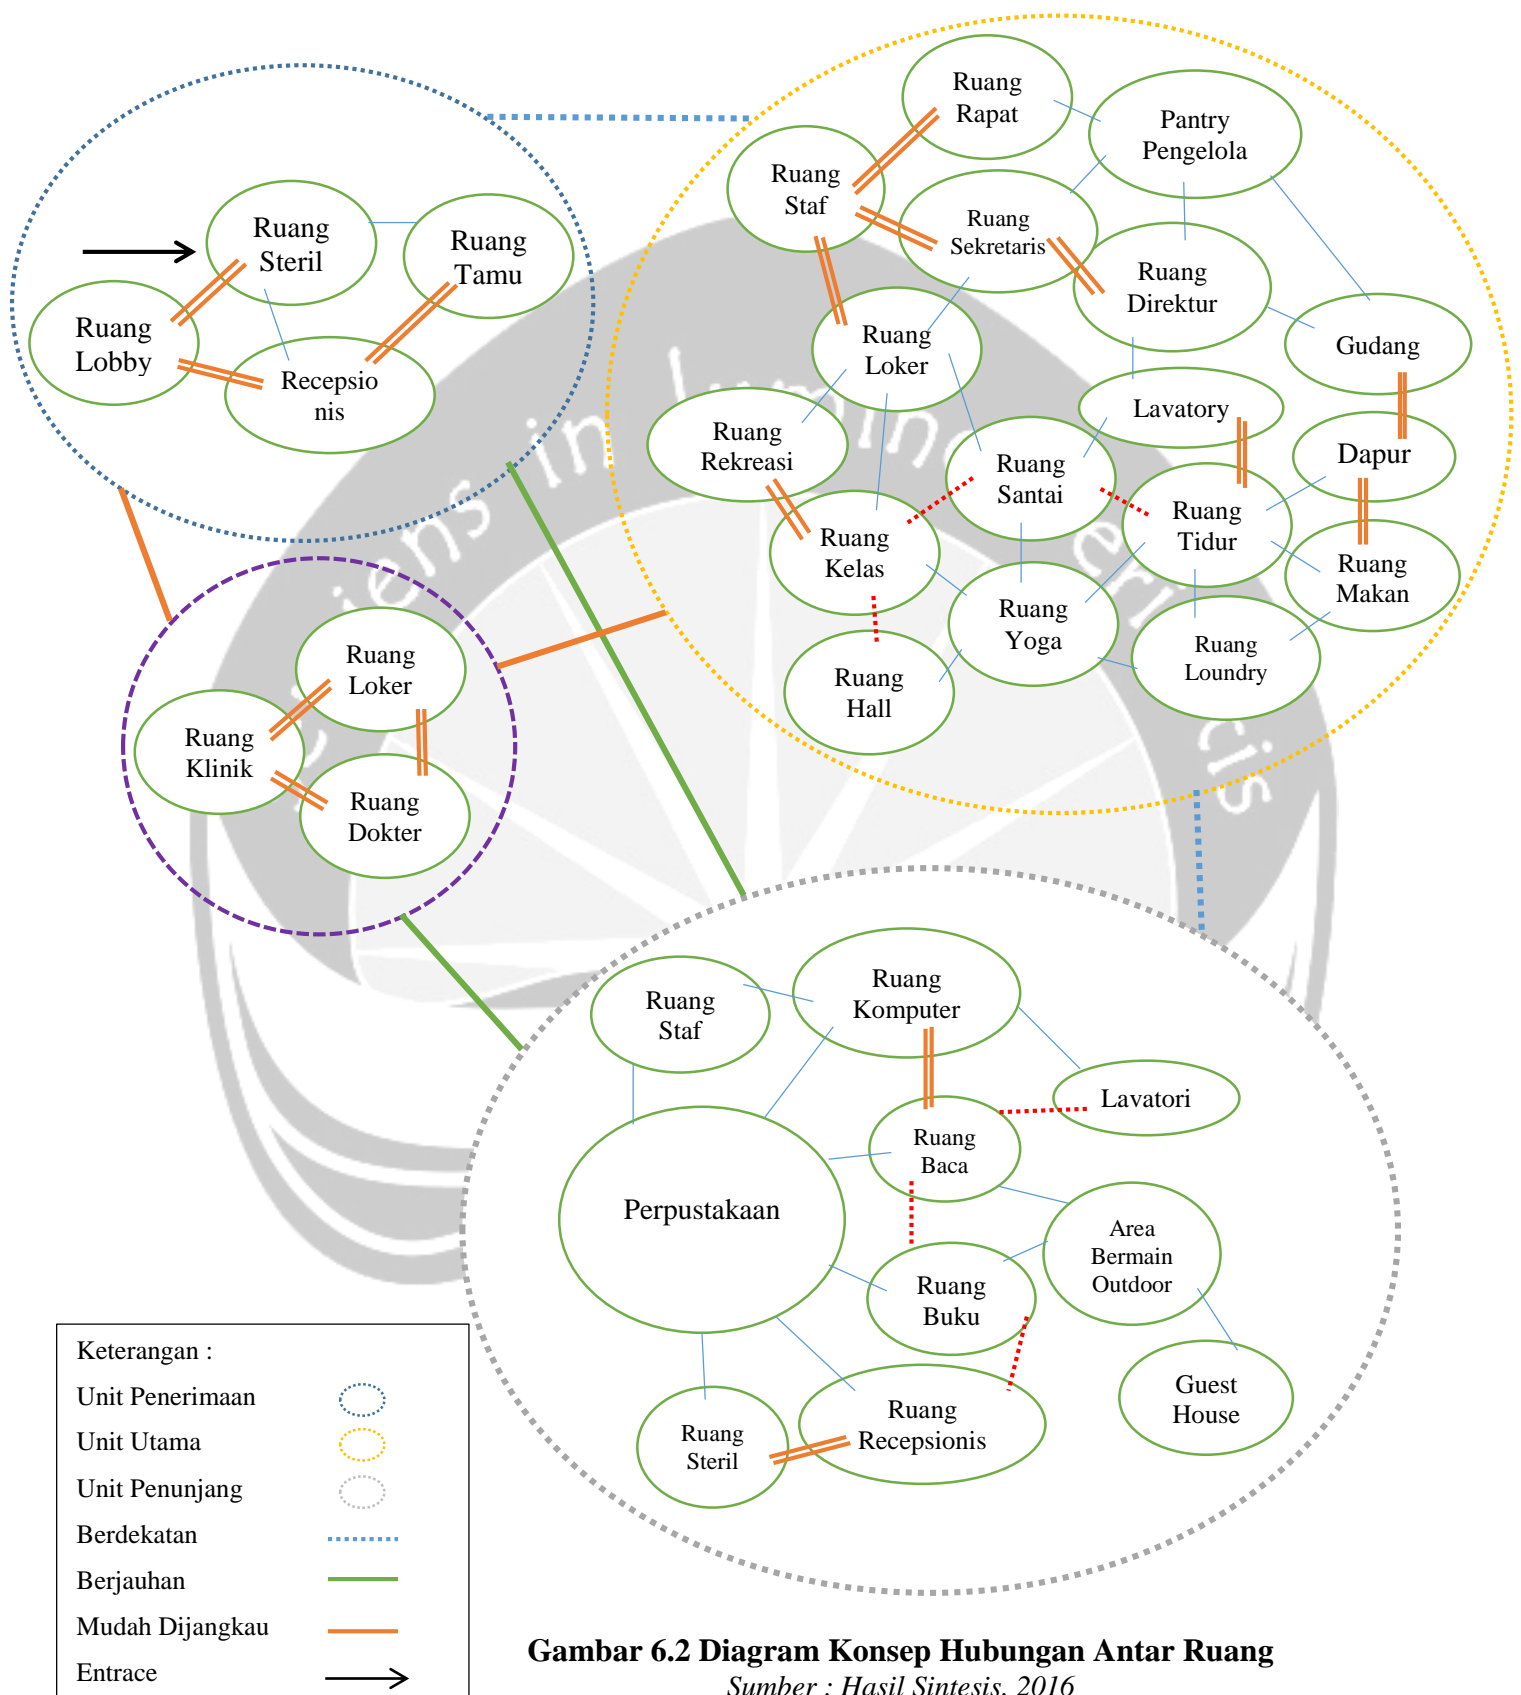 Ruang
Rapat
Pantry
Pengelola
Ruang
Staf
Ruang
Sekretaris
Ruang
Direktur
Ruang
Steril
Ruang
Tamu
Ruang
Lobby
Recepsio
nis
Ruang
Loker
Gudang
Lavatory
Ruang
Rekreasi
Ruang
Santai
Dapur
Ruang
Kelas
Ruang
Tidur
Ruang
Makan
Ruang
Yoga
Ruang
Loundry
Ruang
Hall
Ruang
Loker
Ruang
Klinik
Ruang
Dokter
Ruang
Staf
Ruang
Komputer
Lavatori
Ruang
Baca
Perpustakaan
Area
Bermain
Outdoor
Ruang
Buku
Guest
House
Ruang
Recepsionis
Ruang
Steril
Keterangan :
Unit Penerimaan
Unit Utama
Unit Penunjang
Berdekatan
Berjauhan
Mudah Dijangkau
Entrace
Gambar 6.2 Diagram Konsep Hubungan Antar Ruang
Sumber : Hasil Sintesis, 2016